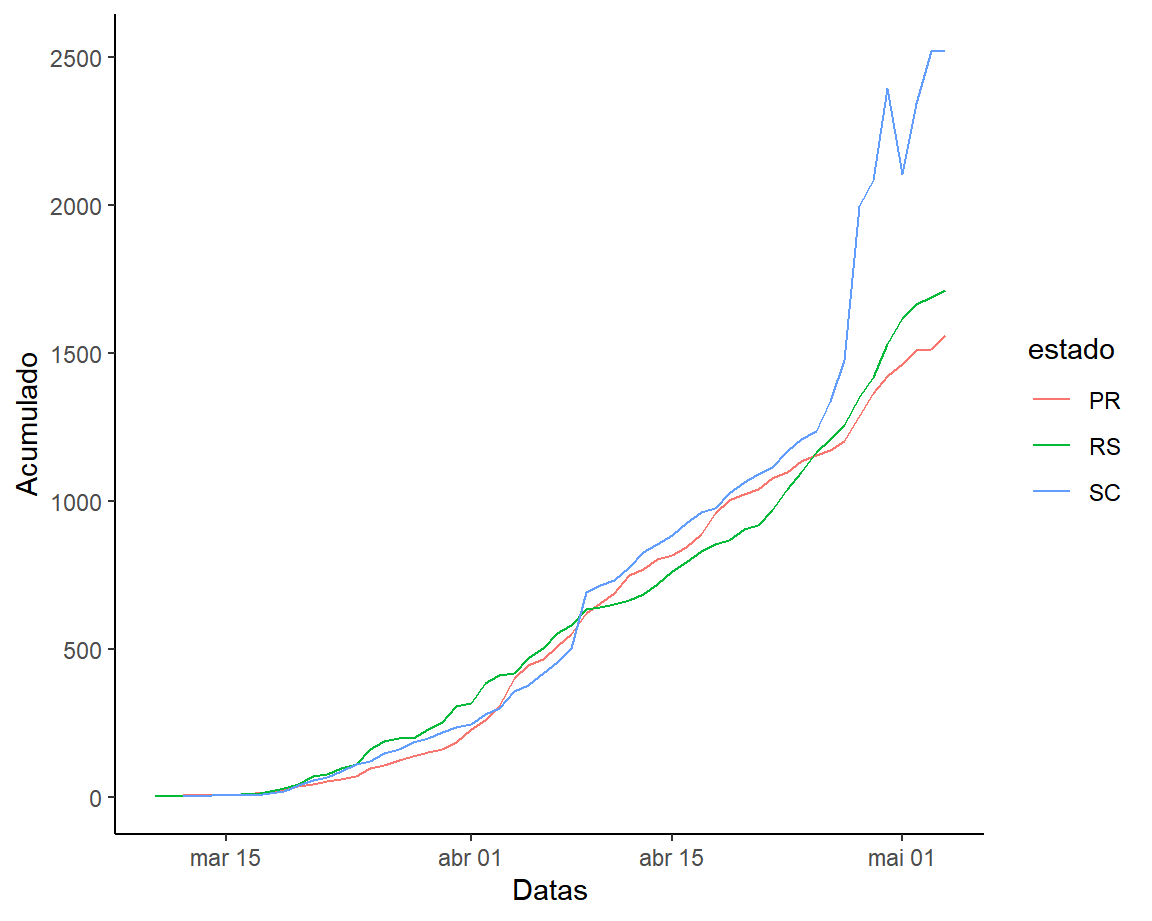 2500
2000
1500
1000
500
0
Acumulado
mar 15
abr 01
abr 15
mai 01
Datas
estado
PR
RS
SC